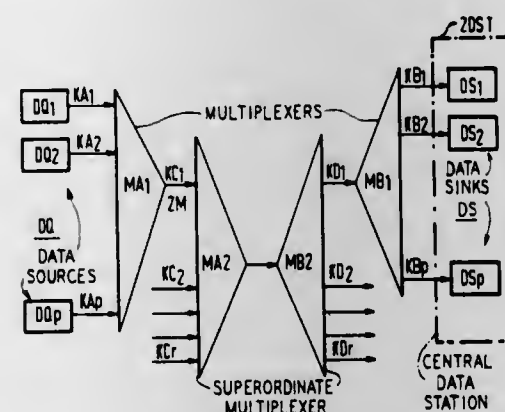 ZDST
DQ1 KA1
MULTIPLEXERS
KB1 DS1
DQ2 KA2
KB2 DS2
MA1 KC1 KD1 MB1
2M
DATA
SINKS
DS
DQ
DATA
SOURCES
MA2 MB2
KC2 KD2
DQp KAp
KBp DSp
KCr KDr
SUPERORDINATE
MULTIPLEXER
CENTRAL
DATA
STATION